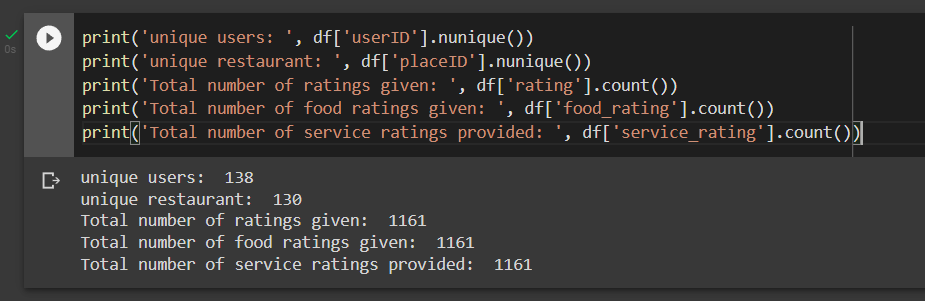 0s
print('unique users: ', df['userID'].nunique())
print('unique restaurant: ', df['placeID'].nunique())
print('Total number of ratings given: ', df['rating'].count())
print('Total number of food ratings given: ', df['food_rating'].count())
print('Total number of service ratings provided: ', df['service_rating'].count())
unique users:  138
unique restaurant:  130
Total number of ratings given:  1161
Total number of food ratings given:  1161
Total number of service ratings provided:  1161